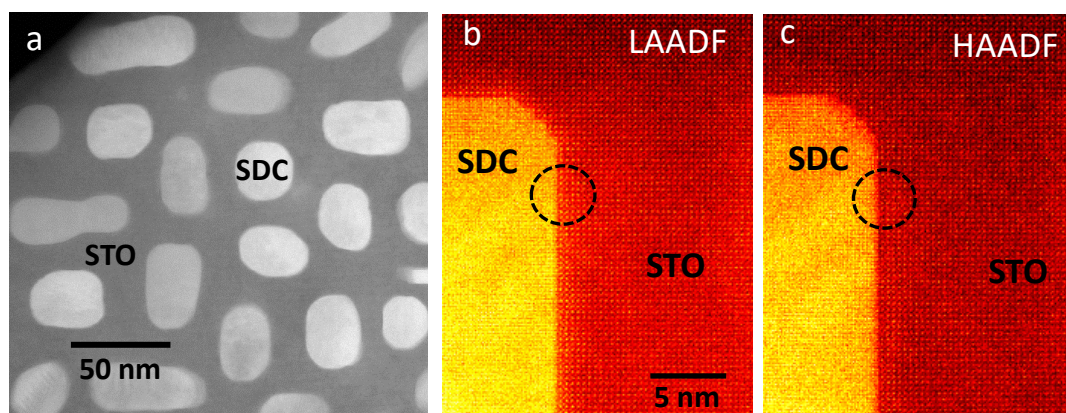 a
SDC
STO
50 nm
b
LAADF
SDC
STO
5 nm
c
HAADF
SDC
STO